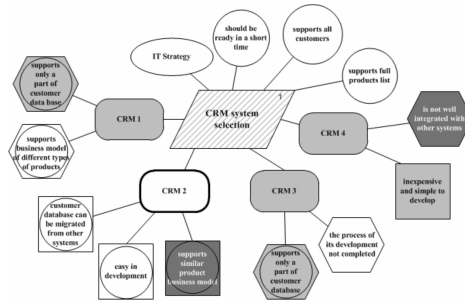 should be
ready in a short
time
supports all
customers
IT Strategy
supports full
products list
supports
only a
part of
customer
data base
1
CRM system
selection
CRM 1
CRM 4
is not well
integrated with
other systems
supports
business model
of different types
of products
inexpensive
and simple to
develop
CRM 2
CRM 3
customer
database can
be migrated
from other
systems
easy in
development
supports
similar
product
business model
supports
only a
part of
customer
database
the process of
its development
not completed